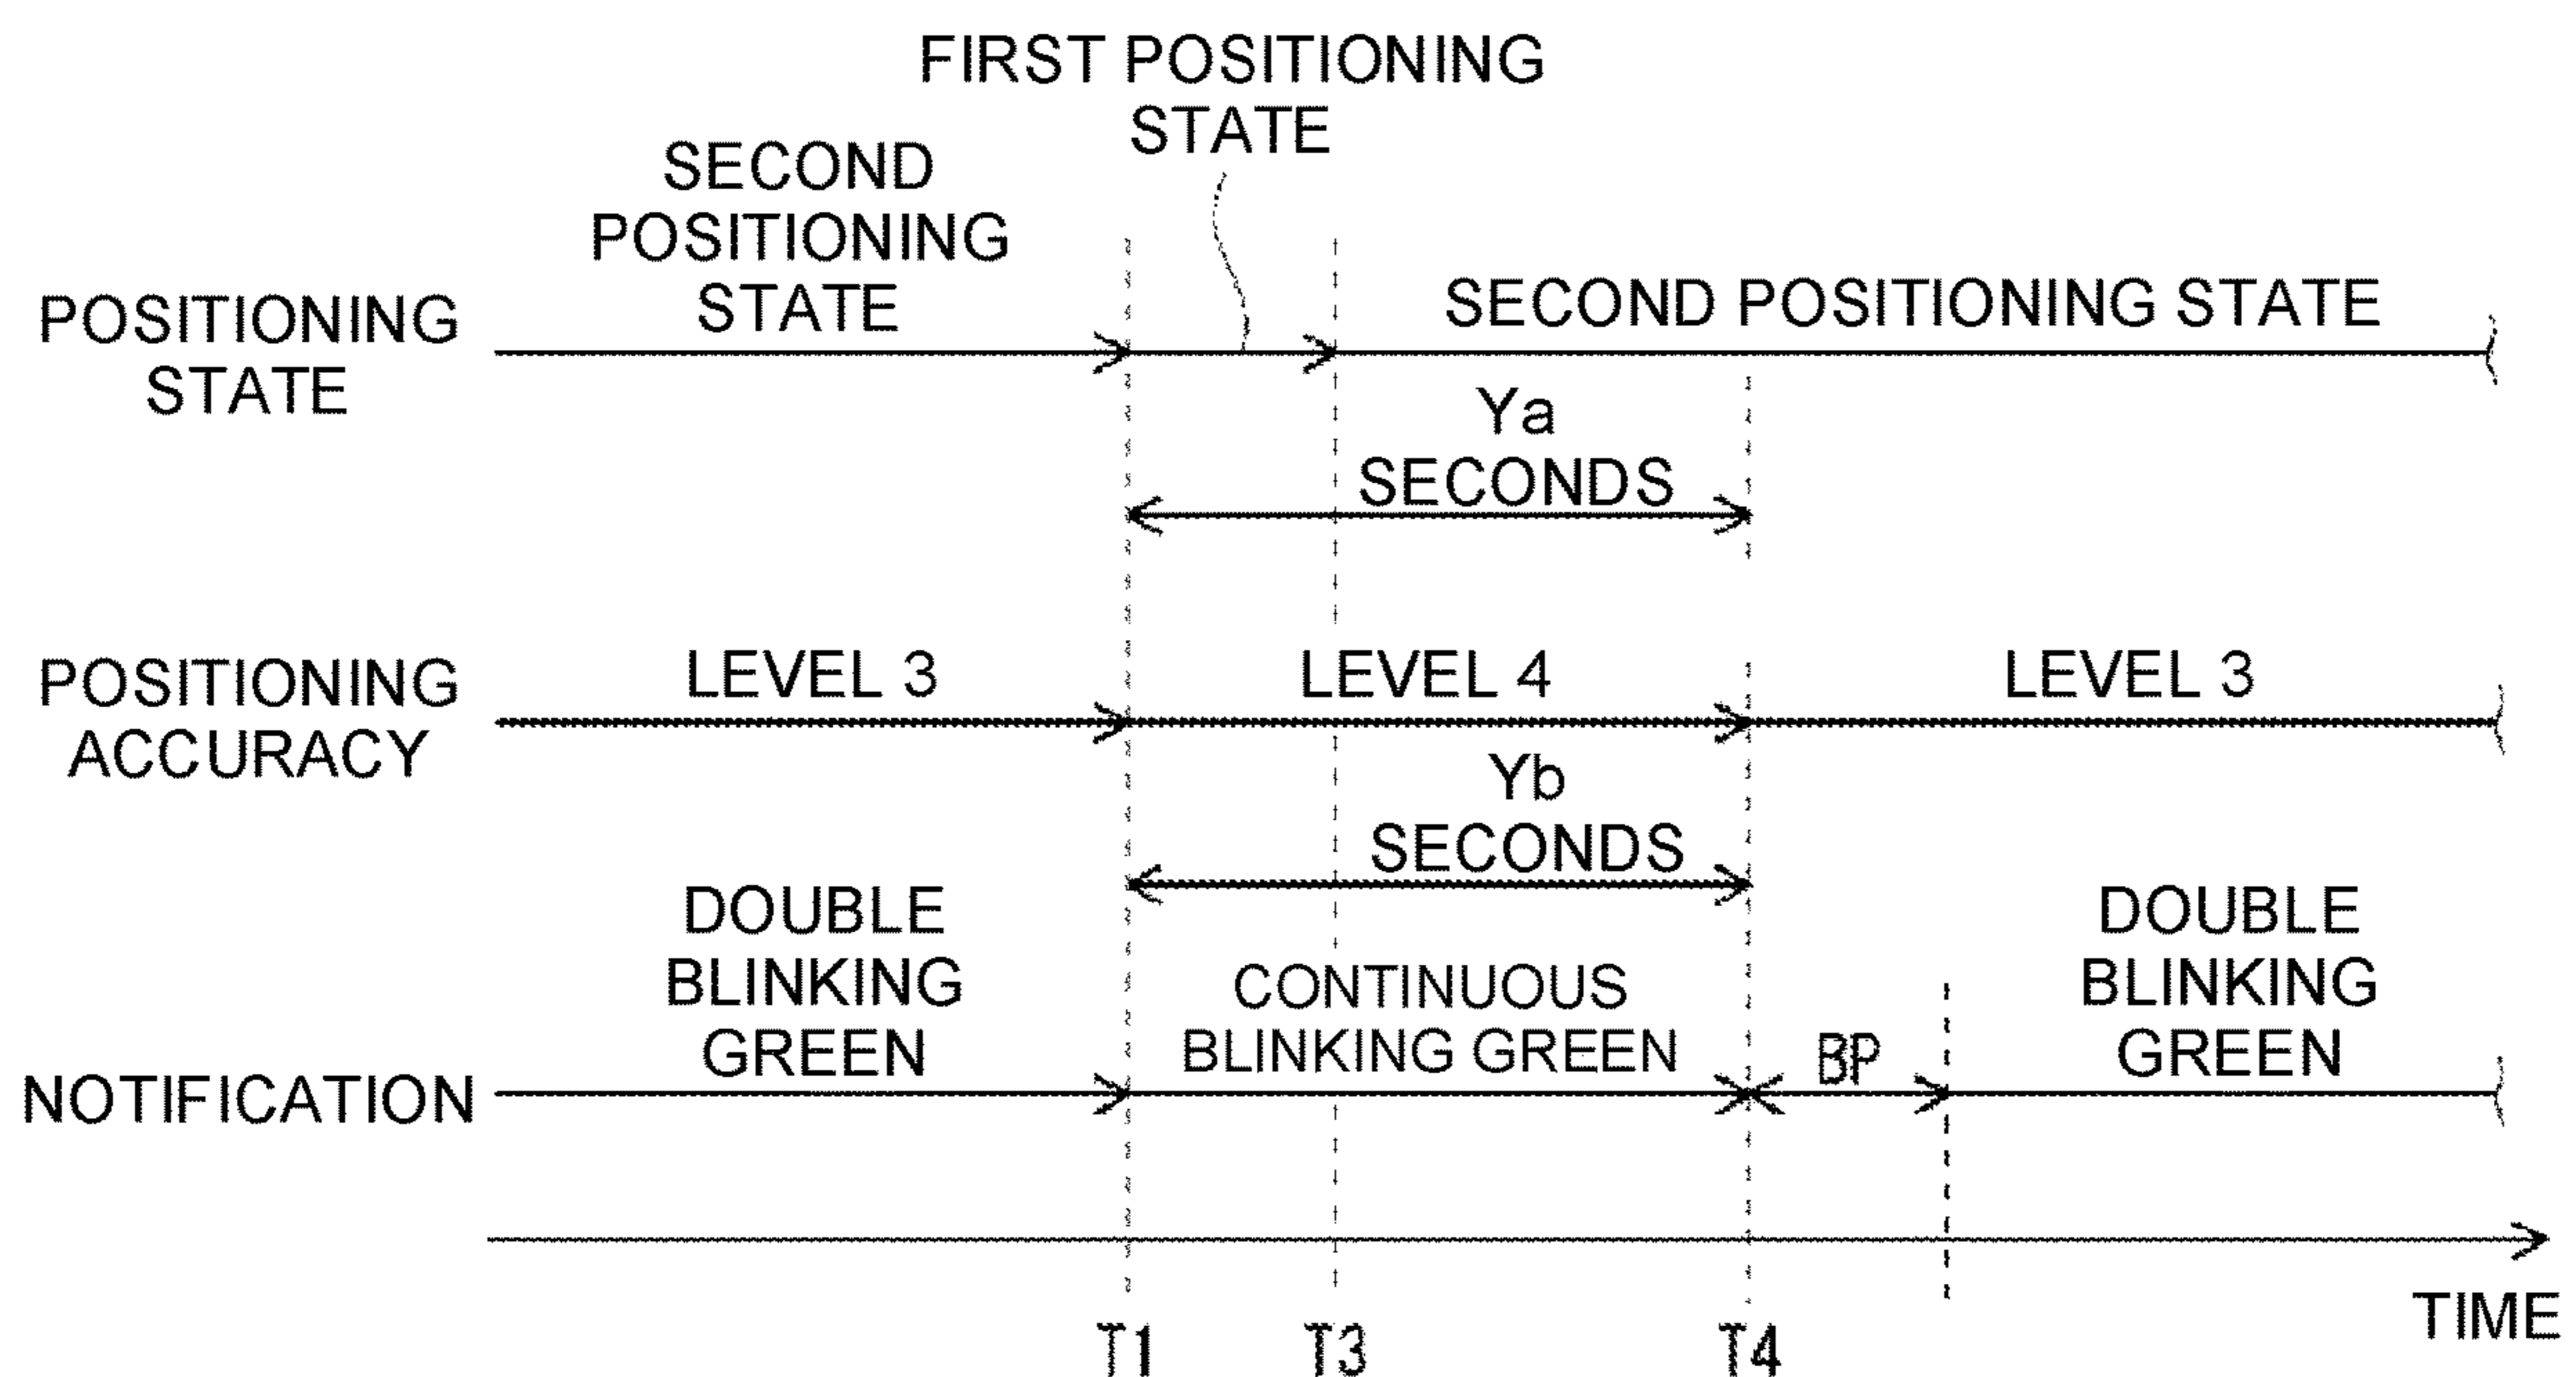 FIRST POSITIONING
STATE
SECOND
POSITIONING
STATE
SECOND POSITIONING STATE
POSITIONING
STATE
Ya
SECONDS
POSITIONING
ACCURACY
LEVEL 3
LEVEL 4
LEVEL 3
Yb
SECONDS
DOUBLE
BLINKING
GREEN
CONTINUOUS
BLINKING GREEN
BP
DOUBLE
BLINKING
GREEN
NOTIFICATION
TIME
T1
T3
T4